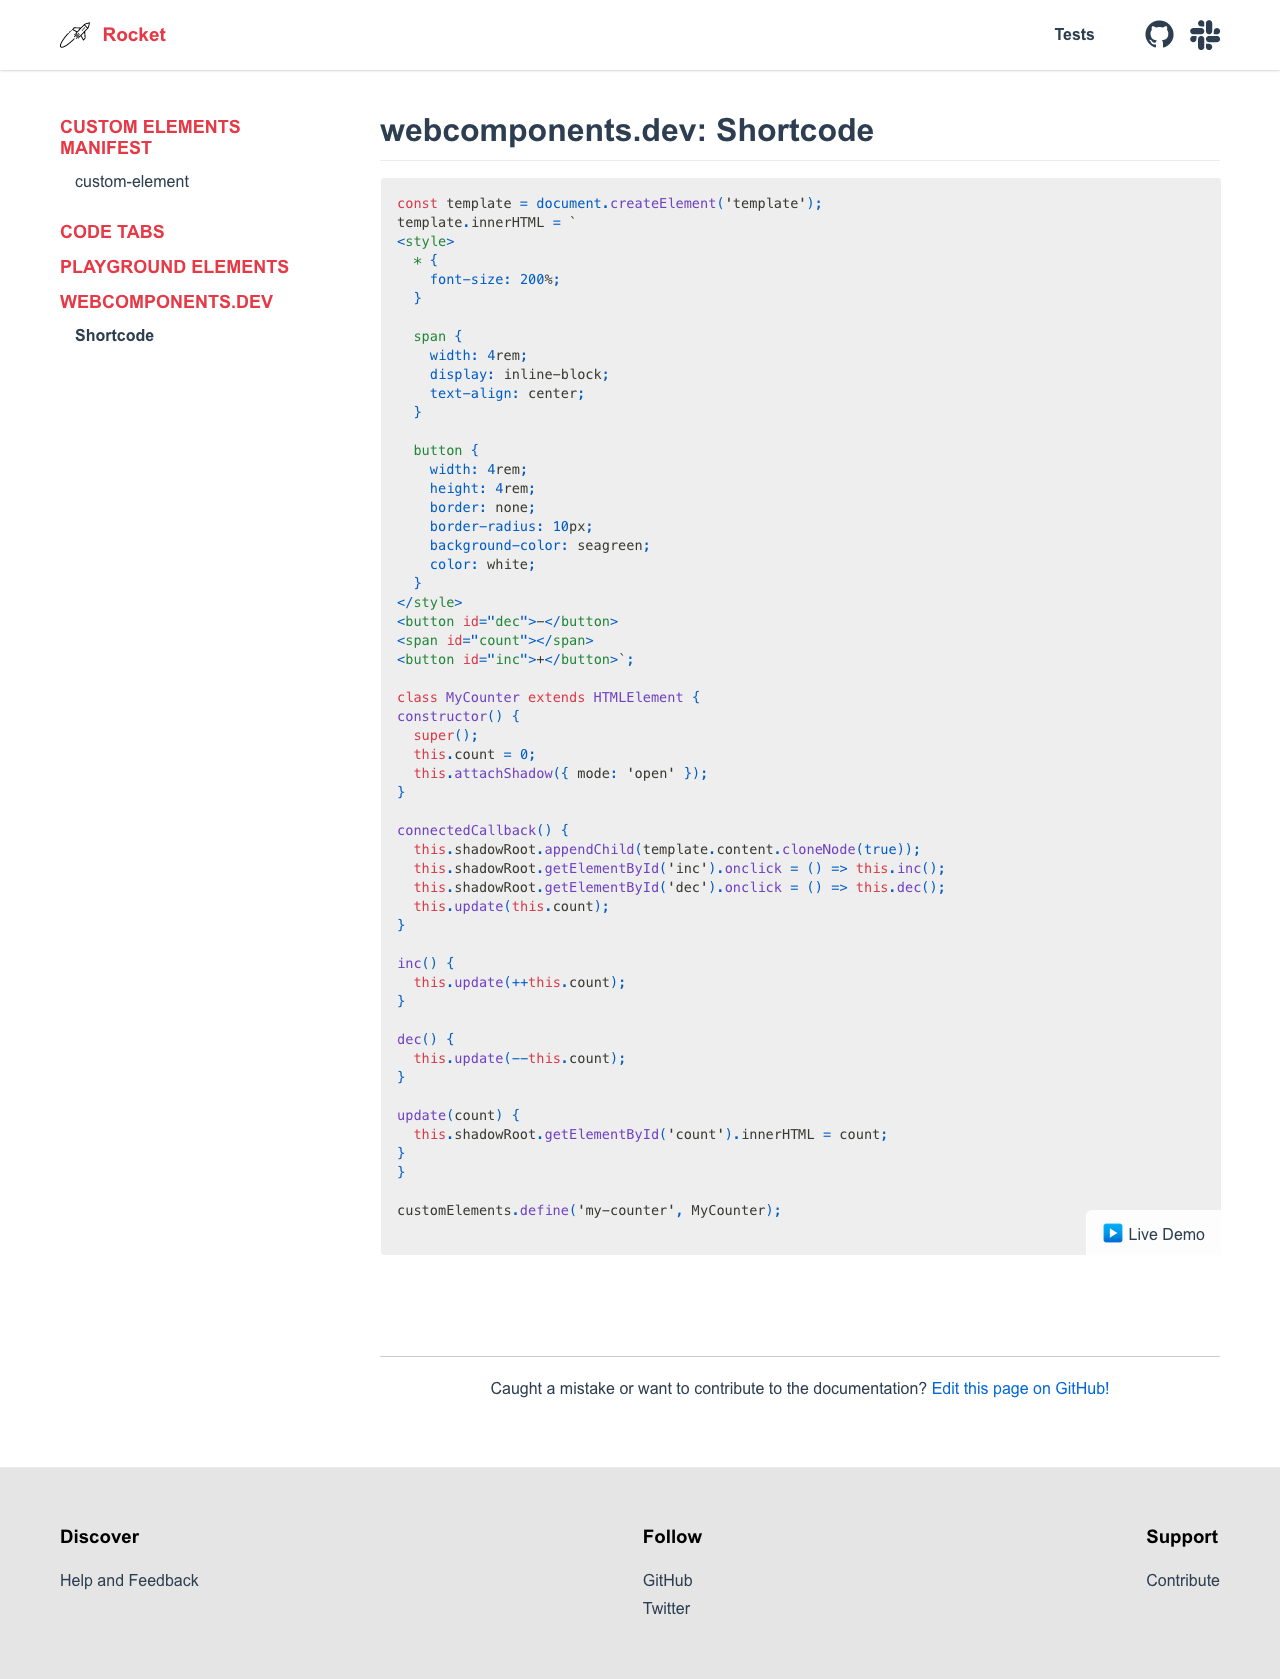 Rocket
Tests
CUSTOM ELEMENTS
MANIFEST
custom-element
CODE TABS
PLAYGROUND ELEMENTS
WEBCOMPONENTS.DEV
Shortcode
webcomponents.dev: Shortcode
const template = document.createElement('template');
template.innerHTML = `
<style>
  * {
    font-size: 200%;
  }

  span {
    width: 4rem;
    display: inline-block;
    text-align: center;
  }

  button {
    width: 4rem;
    height: 4rem;
    border: none;
    border-radius: 10px;
    background-color: seagreen;
    color: white;
  }
</style>
<button id="dec">-</button>
<span id="count"></span>
<button id="inc">+</button>`;

class MyCounter extends HTMLElement {
constructor() {
  super();
  this.count = 0;
  this.attachShadow({ mode: 'open' });
}

connectedCallback() {
  this.shadowRoot.appendChild(template.content.cloneNode(true));
  this.shadowRoot.getElementById('inc').onclick = () => this.inc();
  this.shadowRoot.getElementById('dec').onclick = () => this.dec();
  this.update(this.count);
}

inc() {
  this.update(++this.count);
}

dec() {
  this.update(--this.count);
}

update(count) {
  this.shadowRoot.getElementById('count').innerHTML = count;
}
}

customElements.define('my-counter', MyCounter);
▶️ Live Demo
Caught a mistake or want to contribute to the documentation? Edit this page on GitHub!
Discover
Help and Feedback
Follow
GitHub
Twitter
Support
Contribute